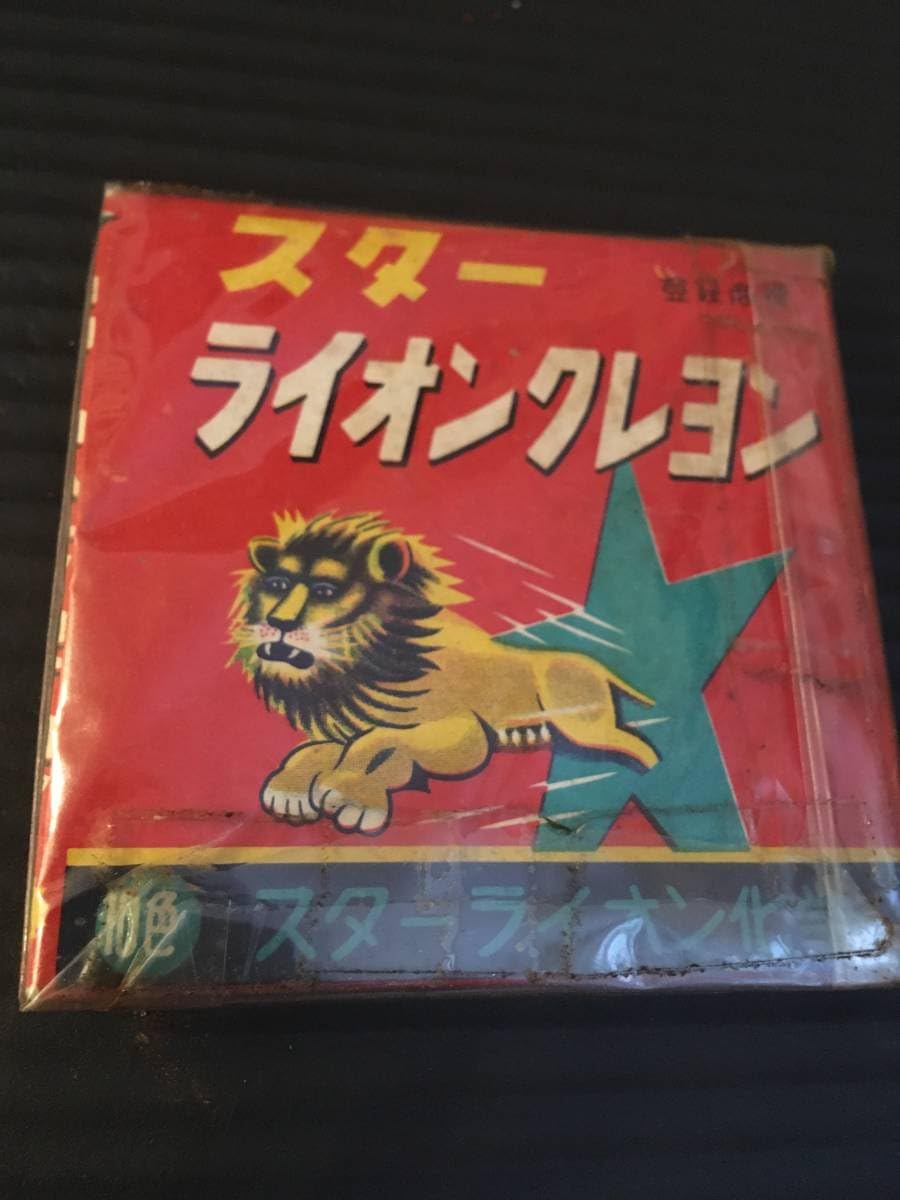 スター
登録商標
ライオンクレヨン
色 スターライオン化